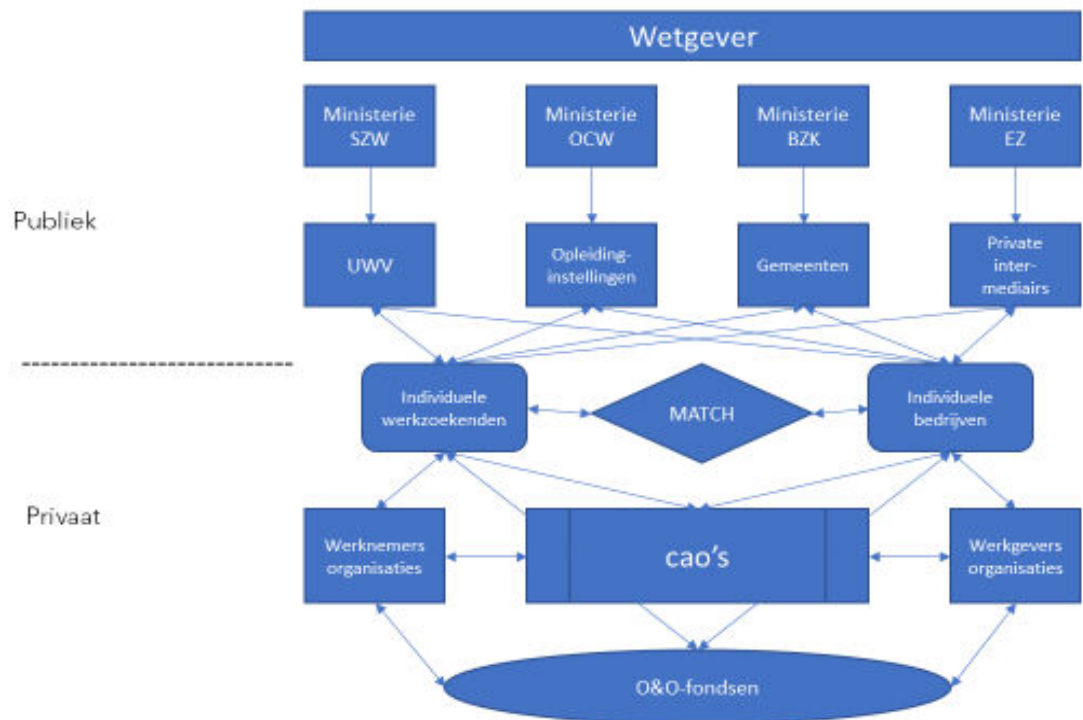 Wetgever
Ministerie
SZW
Ministerie
OCW
Ministerie
BZK
Ministerie
EZ
Publiek
UWV
Opleiding-
instellingen
Gemeenten
Private
inter-
mediairs
Individuele
werkzoekenden
MATCH
Individuele
bedrijven
Privaat
Werknemers
organisaties
cao's
Werkgevers
organisaties
O&O-fondsen